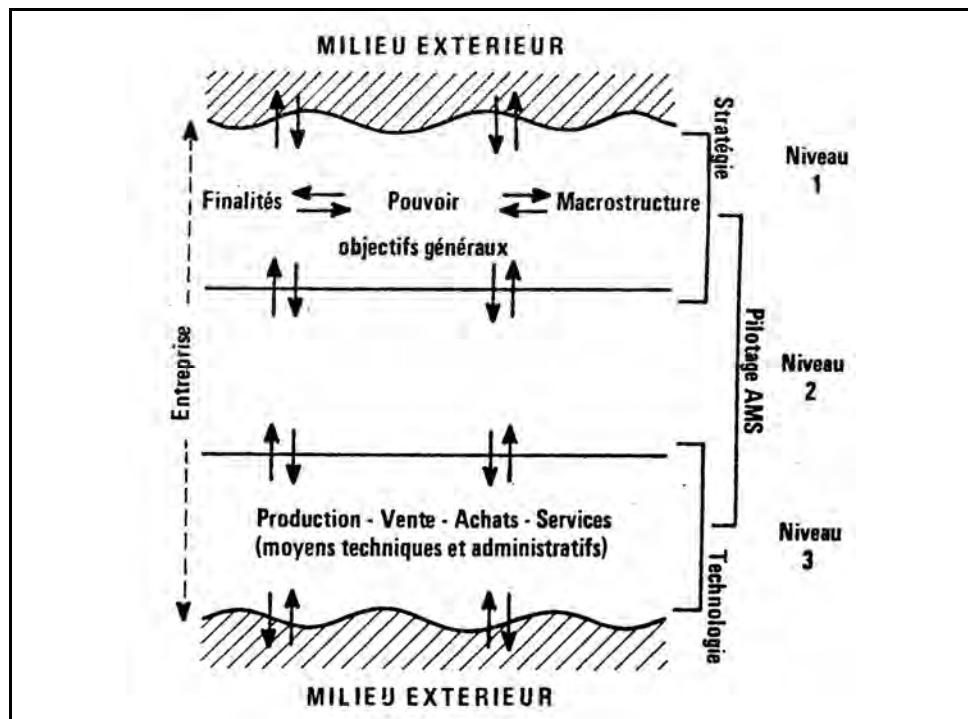 MILIEU EXTERIEUR
Stratégie
Niveau
1
Finalités Pouvoir Macrostructure
objectifs généraux
Entreprise
Pilotage AMS
Niveau
2
Production - Vente - Achats - Services
(moyens techniques et administratifs)
Niveau
3
Technologie
MILIEU EXTERIEUR